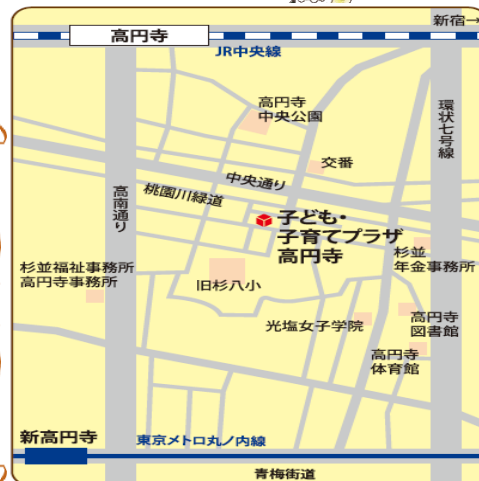 新宿→
高円寺
JR中央線
高円寺
中央公園
環状七号線
交番
中央通り
高南通り
桃園川緑道
子ども・
子育てプラザ
高円寺
杉並
年金事務所
杉並福祉事務所
高円寺事務所
旧杉八小
光塩女子学院
高円寺
図書館
高円寺
体育館
新高円寺
東京メトロ丸ノ内線
青梅街道